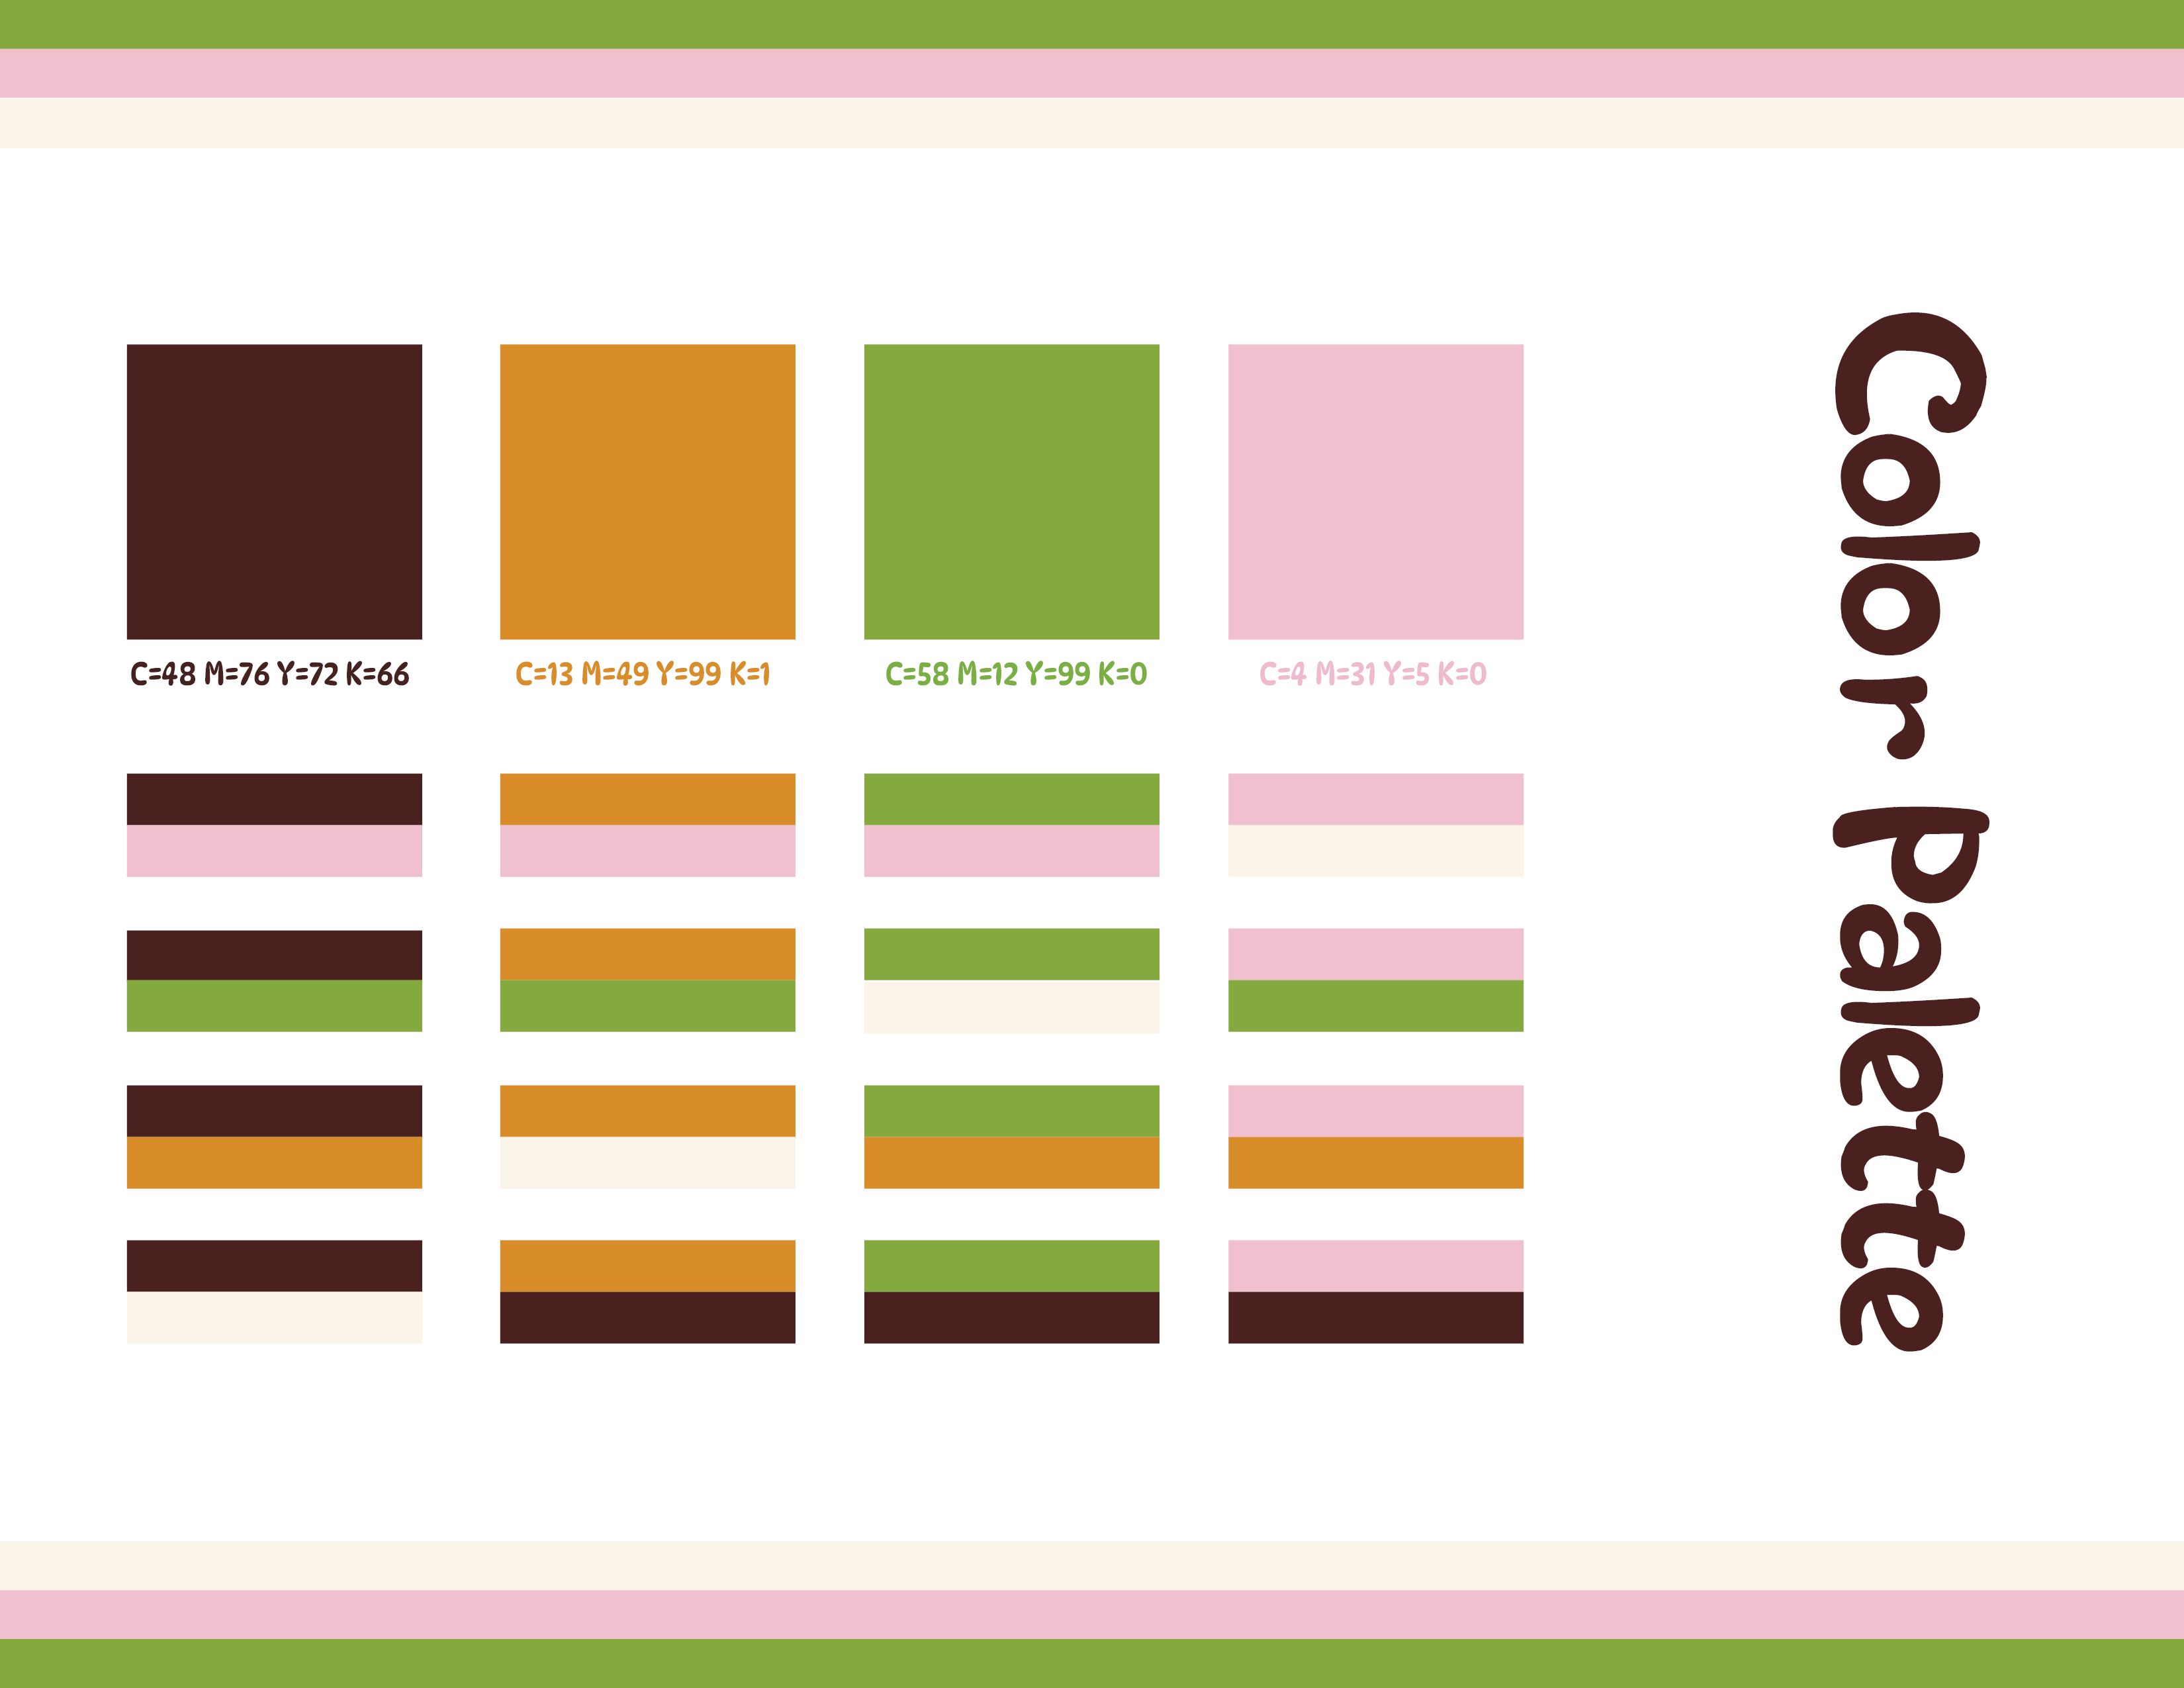 C=48 M=76 Y=72 K=66
C=13 M=49 Y=99 K=1
C=58 M=12 Y=99 K=0
C=4 M=31 Y=5 K=0
Color Palette